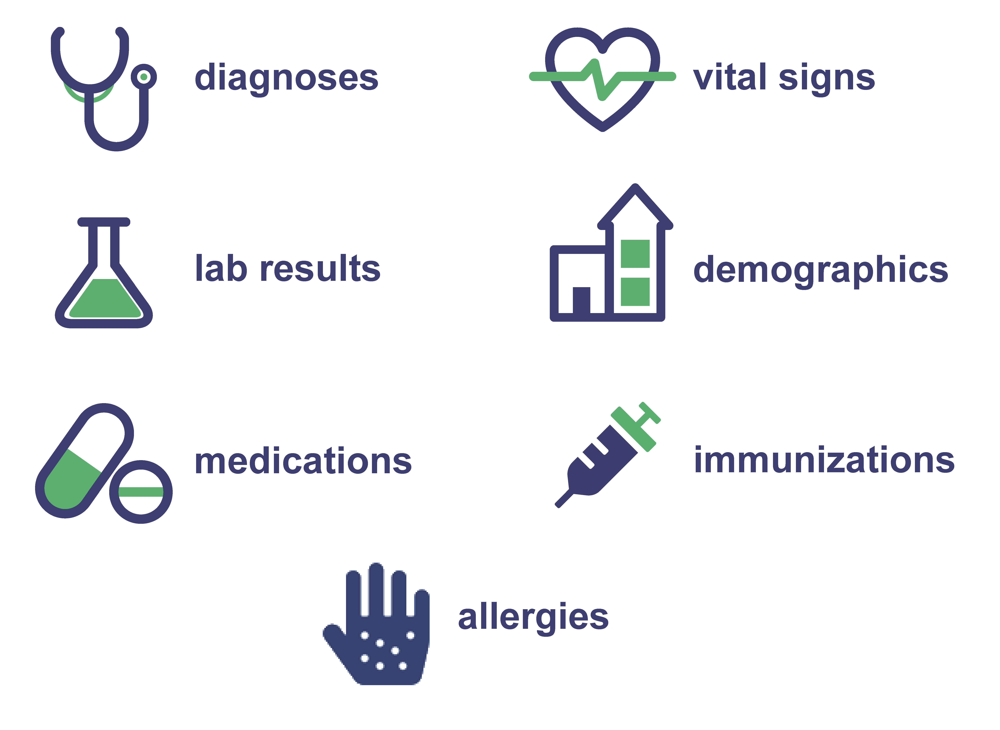 diagnoses
vital signs
lab results
demographics
medications
immunizations
allergies